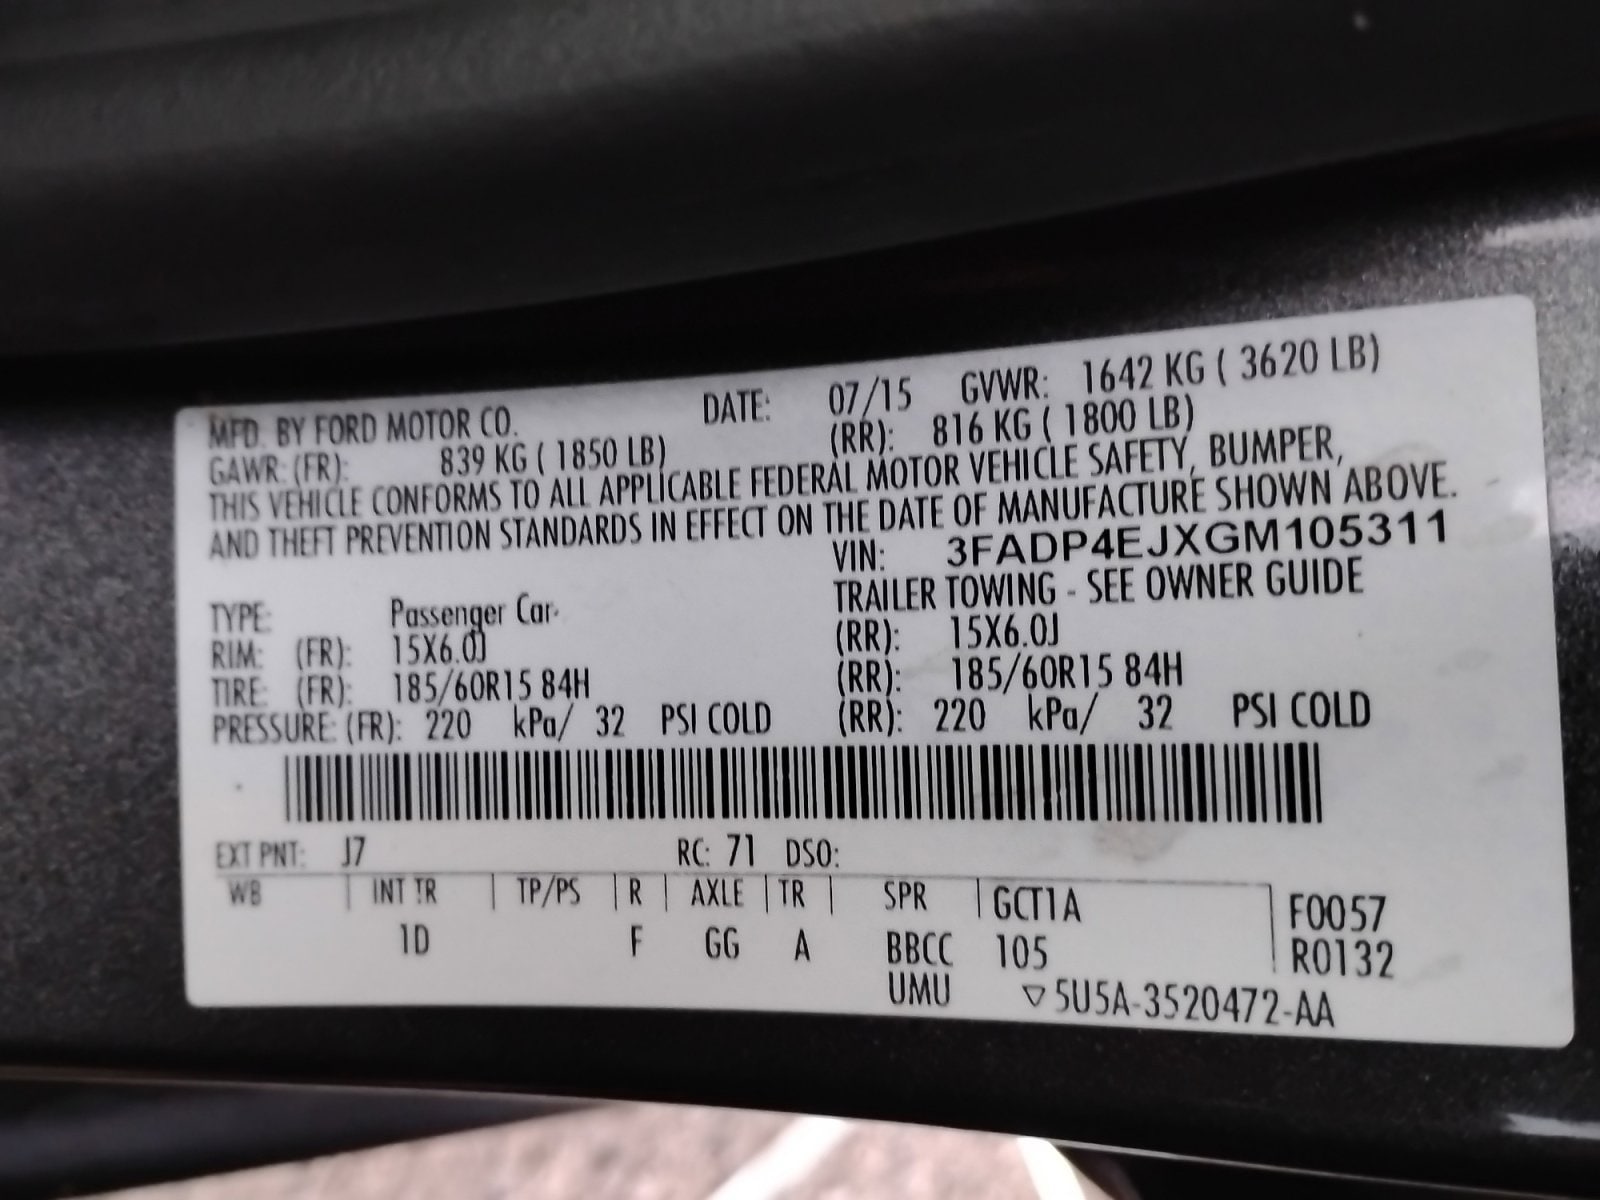 MFD. BY FORD MOTOR CO. DATE: 07/15 GVWR: 1642 KG ( 3620 LB)
GAWR: (FR): 839 KG ( 1850 LB) (RR): 816 KG ( 1800 LB)
THIS VEHICLE CONFORMS TO ALL APPLICABLE FEDERAL MOTOR VEHICLE SAFETY, BUMPER,
AND THEFT PREVENTION STANDARDS IN EFFECT ON THE DATE OF MANUFACTURE SHOWN ABOVE.
VIN: 3FADP4EJXGM105311
TYPE: Passenger Car TRAILER TOWING - SEE OWNER GUIDE
RIM: (FR): 15X6.0J (RR): 15X6.0J
TIRE: (FR): 185/60R15 84H (RR): 185/60R15 84H
PRESSURE: (FR): 220 kPa/ 32 PSI COLD (RR): 220 kPa/ 32 PSI COLD
EXT PNT: J7 RC: 71 DSO:
WB INT TR TP/PS R AXLE TR SPR GCT1A F0057
1D F GG A BBCC 105 R0132
UMU ▽ 5U5A-3520472-AA